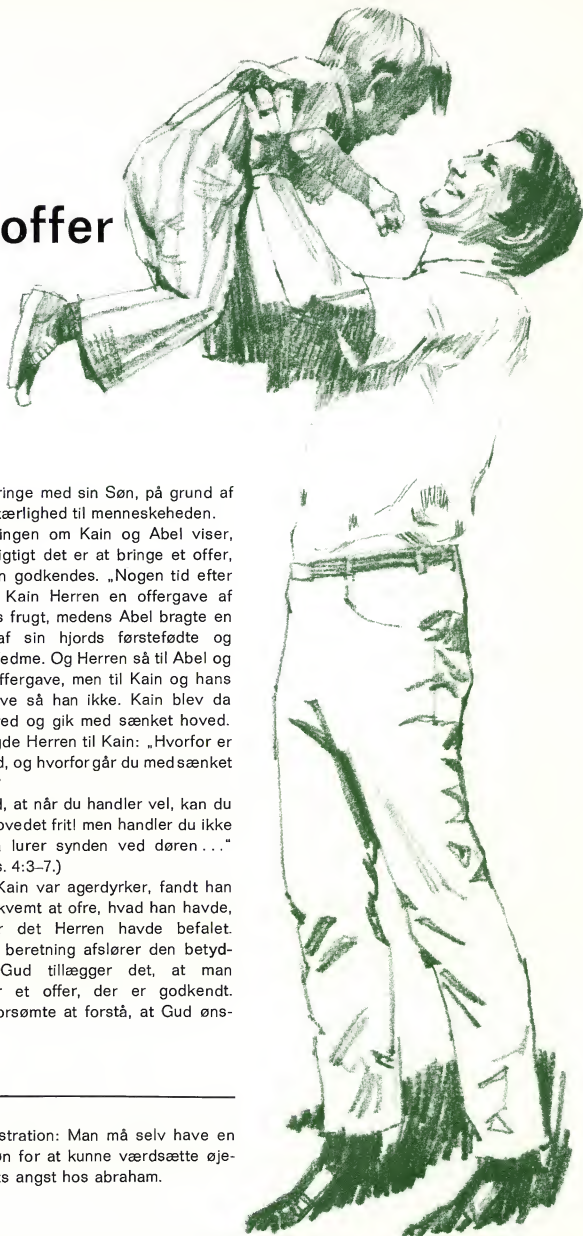 offer
ringe med sin Søn, på grund af
ærlighed til menneskeheden.
ingen om Kain og Abel viser,
igtigt det er at bringe et offer,
n godkendes. „Nogen tid efter
Kain Herren en offergave af
s frugt, medens Abel bragte en
af sin hjords førstefødte og
edme. Og Herren så til Abel og
ffergave, men til Kain og hans
ve så han ikke. Kain blev da
red og gik med sænket hoved.
gde Herren til Kain: „Hvorfor er
d, og hvorfor går du med sænket
d, at når du handler vel, kan du
ovedet frit! men handler du ikke
lurer synden ved døren ...“
s. 4:3–7.)
Kain var agerdyrker, fandt han
kvemt at ofre, hvad han havde,
r det Herren havde befalet.
beretning afslører den betyd-
Gud tillægger det, at man
r et offer, der er godkendt.
orsømte at forstå, at Gud øns-
stration: Man må selv have en
øn for at kunne værdsætte øje-
ts angst hos abraham.